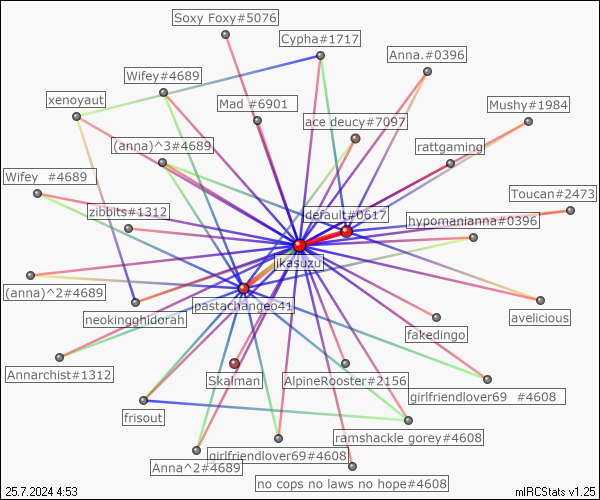 Soxy Foxy#5076
Cypha#1717
Anna.#0396
Wifey#4689
xenoyaut
Mad #6901
Mushy#1984
ace deucy#7097
(anna)^3#4689
rattgaming
Wifey #4689
Toucan#2473
zibbits#1312
default#0617
hypomanianna#0396
ikasuzu
(anna)^2#4689
pastachangeo41
neokingghidorah
avelicious
fakedingo
Annarchist#1312
Skalman
AlpineRooster#2156
girlfriendlover69 #4608
frisout
ramshackle gorey#4608
girlfriendlover69#4608
Anna^2#4689
no cops no laws no hope#4608
25.7.2024 4:53
mIRCStats v1.25